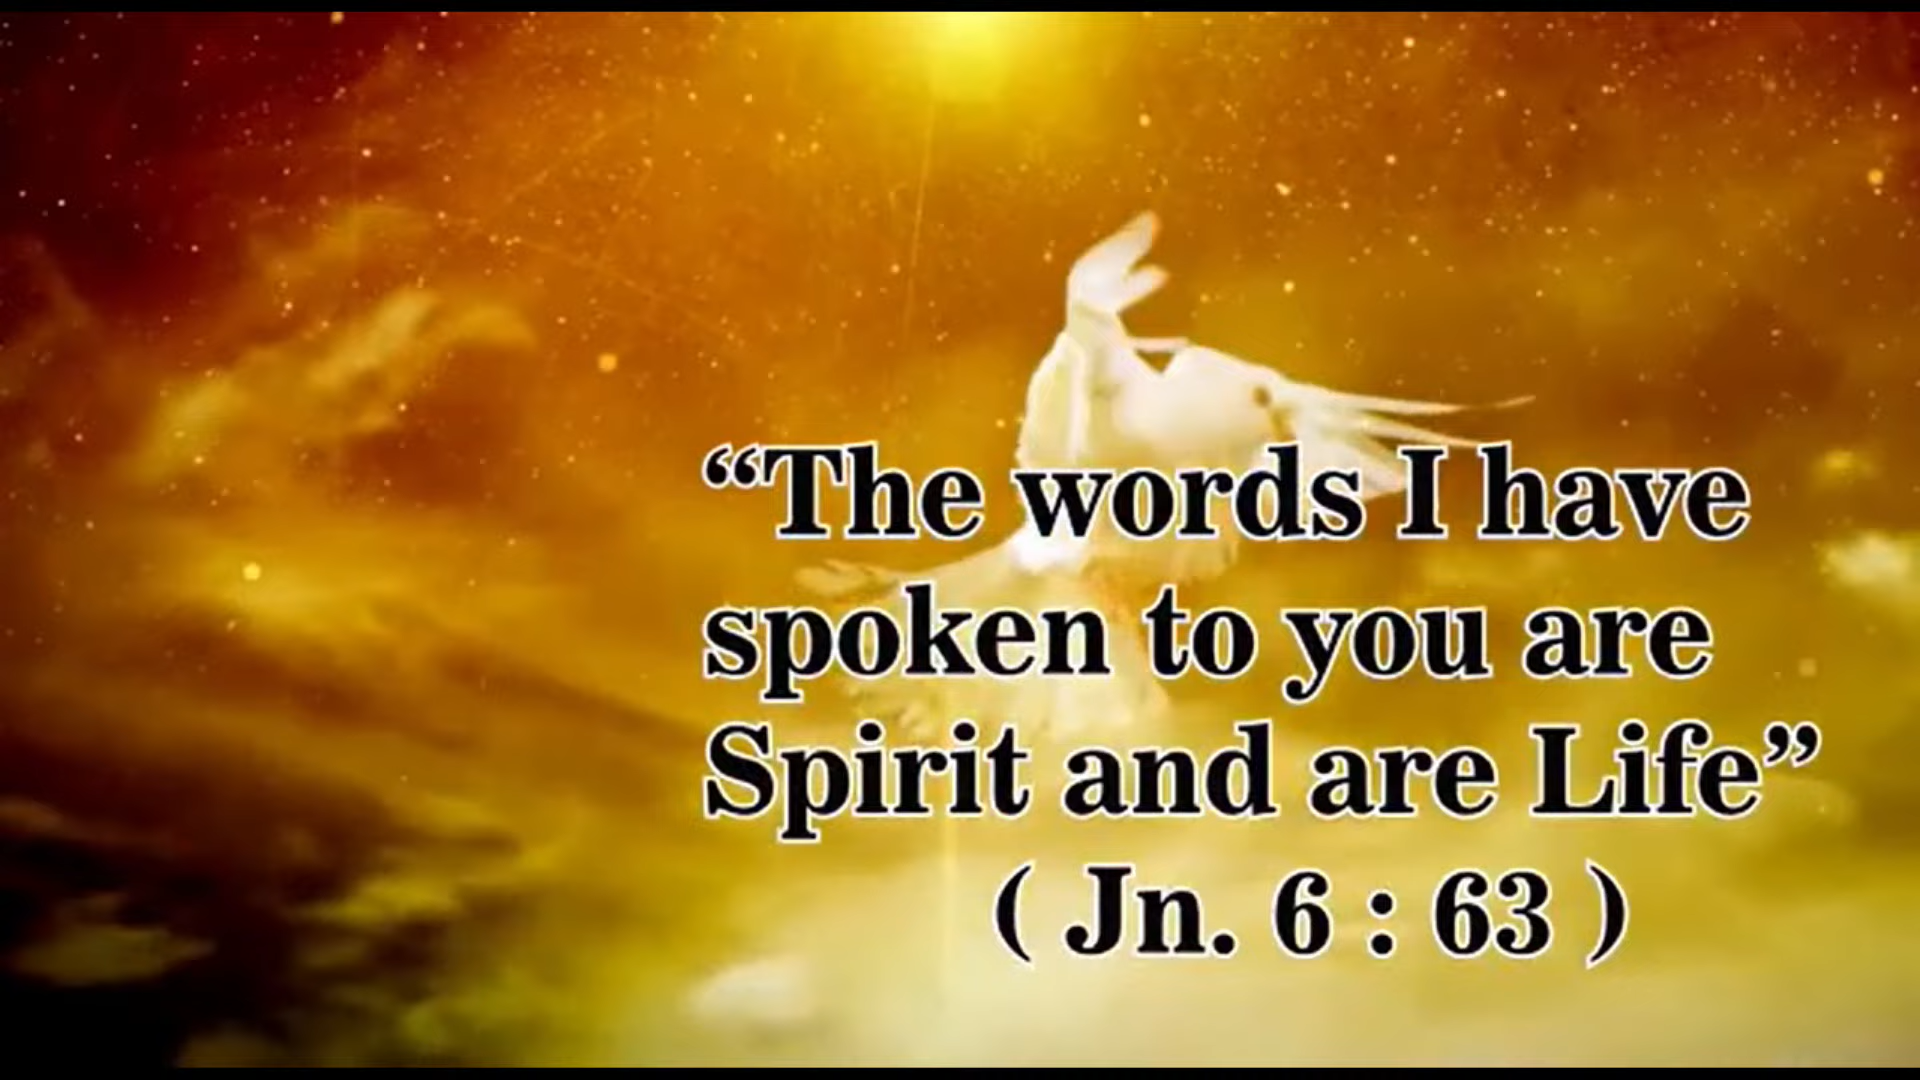 “The words I have
spoken to you are
Spirit and are Life”
( Jn. 6 : 63 )